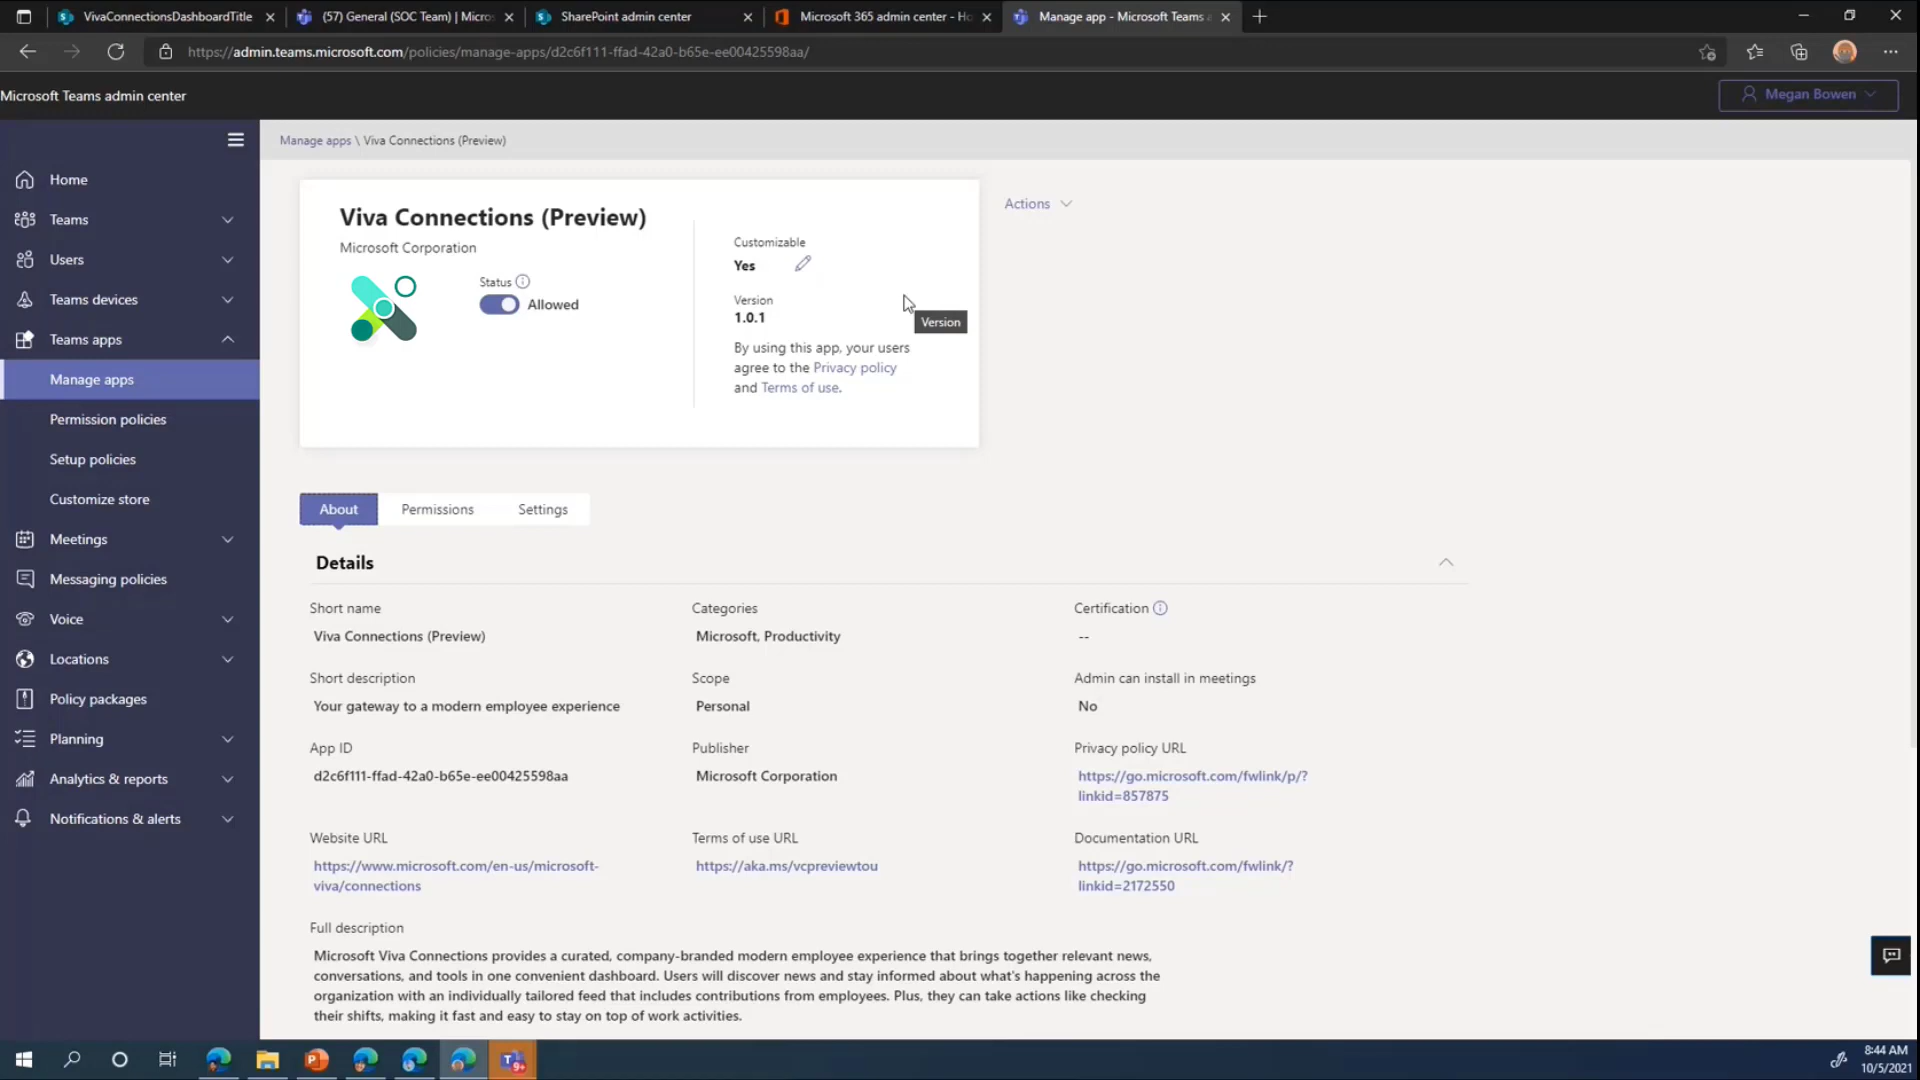 VivaConnectionsDashboardTitle
(57) General (SOC Team) | Micros
SharePoint admin center
Microsoft 365 admin center - Ho
Manage app - Microsoft Teams a
https://admin.teams.microsoft.com/policies/manage-apps/d2c6f111-ffad-42a0-b65e-ee00425598aa/
Microsoft Teams admin center
Megan Bowen
Manage apps \ Viva Connections (Preview)
Home
Teams
Users
Teams devices
Teams apps
Manage apps
Permission policies
Setup policies
Customize store
Meetings
Messaging policies
Voice
Locations
Policy packages
Planning
Analytics & reports
Notifications & alerts
Viva Connections (Preview)
Microsoft Corporation
Status
Allowed
Customizable
Yes
Version
1.0.1
Version
By using this app, your users
agree to the Privacy policy
and Terms of use.
Actions
About
Permissions
Settings
Details
Short name
Viva Connections (Preview)
Categories
Microsoft, Productivity
Certification
--
Short description
Your gateway to a modern employee experience
Scope
Personal
Admin can install in meetings
No
App ID
d2c6f111-ffad-42a0-b65e-ee00425598aa
Publisher
Microsoft Corporation
Privacy policy URL
https://go.microsoft.com/fwlink/p/?
linkid=857875
Website URL
https://www.microsoft.com/en-us/microsoft-
viva/connections
Terms of use URL
https://aka.ms/vcpreviewtou
Documentation URL
https://go.microsoft.com/fwlink/?
linkid=2172550
Full description
Microsoft Viva Connections provides a curated, company-branded modern employee experience that brings together relevant news,
conversations, and tools in one convenient dashboard. Users will discover news and stay informed about what's happening across the
organization with an individually tailored feed that includes contributions from employees. Plus, they can take actions like checking
their shifts, making it fast and easy to stay on top of work activities.
9+
8:44 AM
10/5/2021